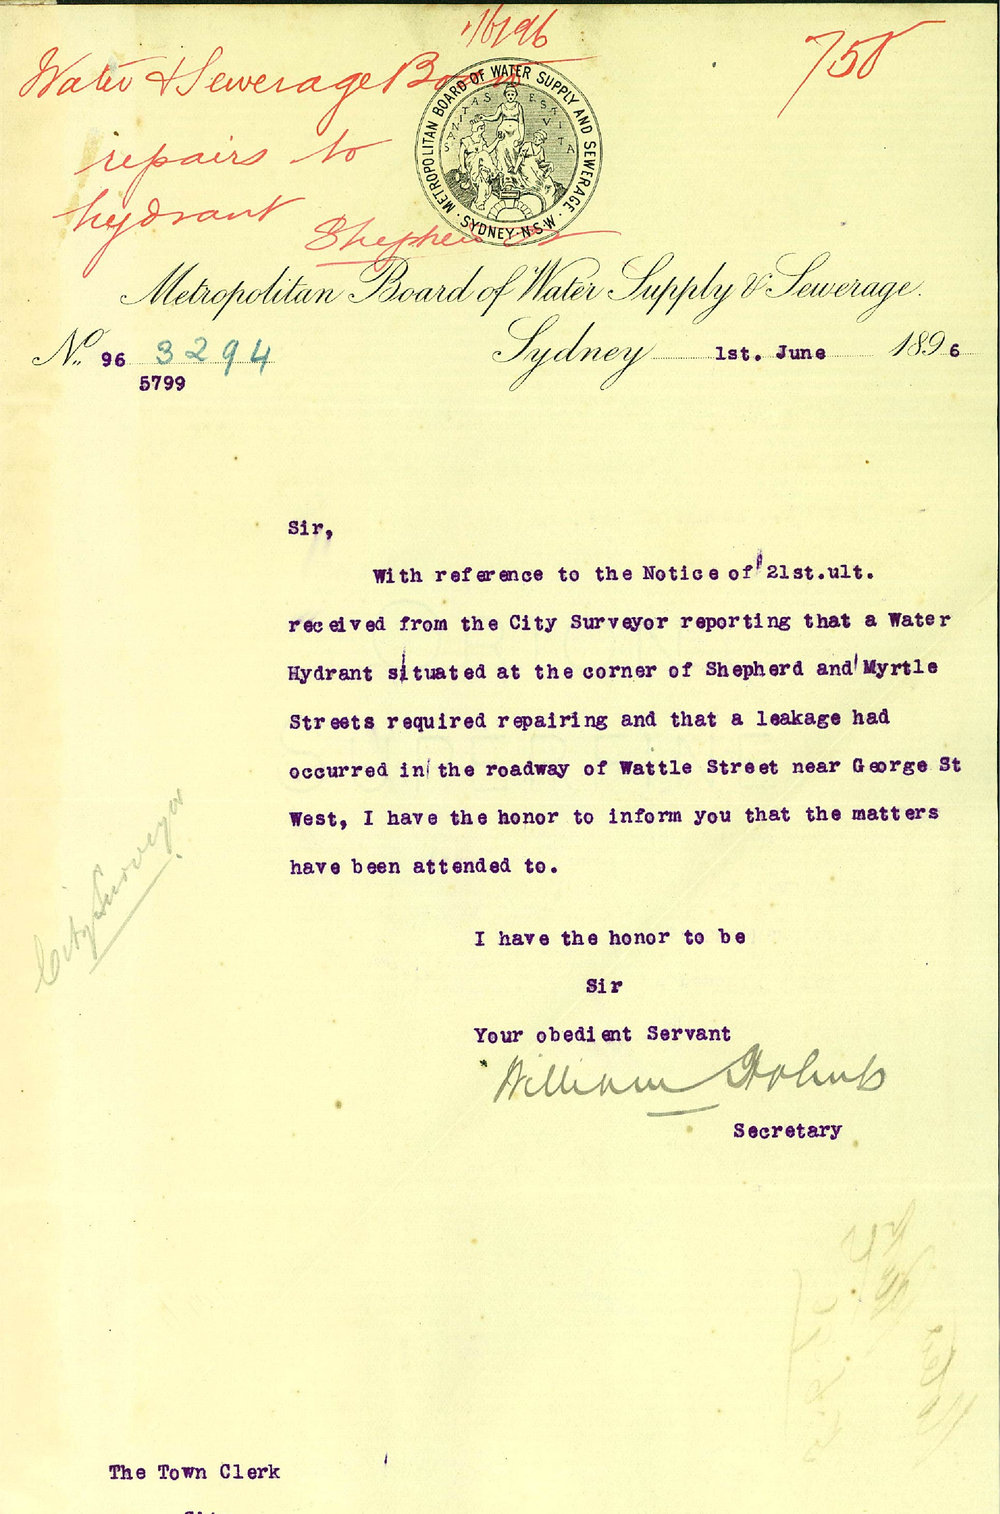 1/6/96
758
Water & Sewerage Board
repairs to
hydrant
Shepherd St
METROPOLITAN BOARD OF WATER SUPPLY AND SEWERAGE
· SYDNEY·N·S·W·
SANITAS EST VITA
Metropolitan Board of Water Supply & Sewerage.
No. 96 3294
5799
Sydney 1st. June 1896
Sir,
With reference to the Notice of 21st.ult.
received from the City Surveyor reporting that a Water
Hydrant situated at the corner of Shepherd and Myrtle
Streets required repairing and that a leakage had
occurred in the roadway of Wattle Street near George St
West, I have the honor to inform you that the matters
have been attended to.
City Surveyor
I have the honor to be
Sir
Your obedient Servant
William Holmes
Secretary
The Town Clerk